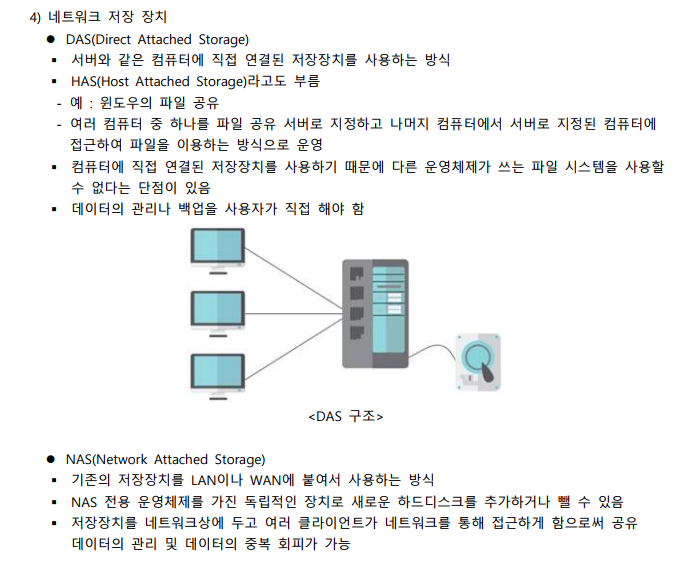 4) 네트워크 저장 장치
● DAS(Direct Attached Storage)
▪ 서버와 같은 컴퓨터에 직접 연결된 저장장치를 사용하는 방식
▪ HAS(Host Attached Storage)라고도 부름
- 예 : 윈도우의 파일 공유
- 여러 컴퓨터 중 하나를 파일 공유 서버로 지정하고 나머지 컴퓨터에서 서버로 지정된 컴퓨터에
접근하여 파일을 이용하는 방식으로 운영
▪ 컴퓨터에 직접 연결된 저장장치를 사용하기 때문에 다른 운영체제가 쓰는 파일 시스템을 사용할
수 없다는 단점이 있음
▪ 데이터의 관리나 백업을 사용자가 직접 해야 함
<DAS 구조>
● NAS(Network Attached Storage)
▪ 기존의 저장장치를 LAN이나 WAN에 붙여서 사용하는 방식
▪ NAS 전용 운영체제를 가진 독립적인 장치로 새로운 하드디스크를 추가하거나 뺄 수 있음
▪ 저장장치를 네트워크상에 두고 여러 클라이언트가 네트워크를 통해 접근하게 함으로써 공유
데이터의 관리 및 데이터의 중복 회피가 가능